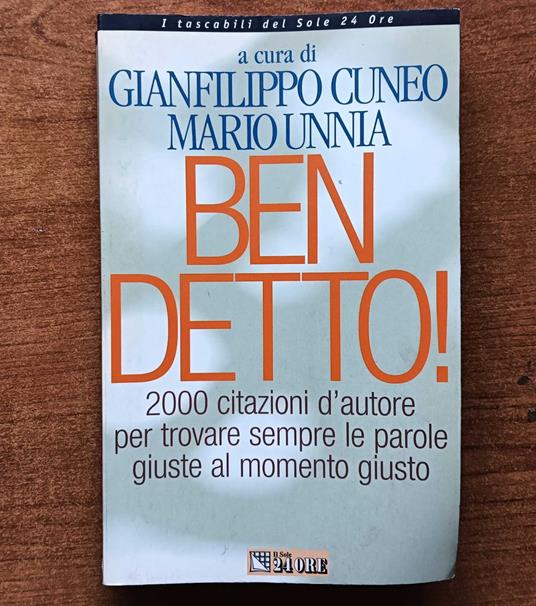 I tascabili del Sole 24 Ore
a cura di
GIANFILIPPO CUNEO
MARIO UNNIA
BEN
DETTO!
2000 citazioni d'autore
per trovare sempre le parole
giuste al momento giusto
Il Sole
24 ORE